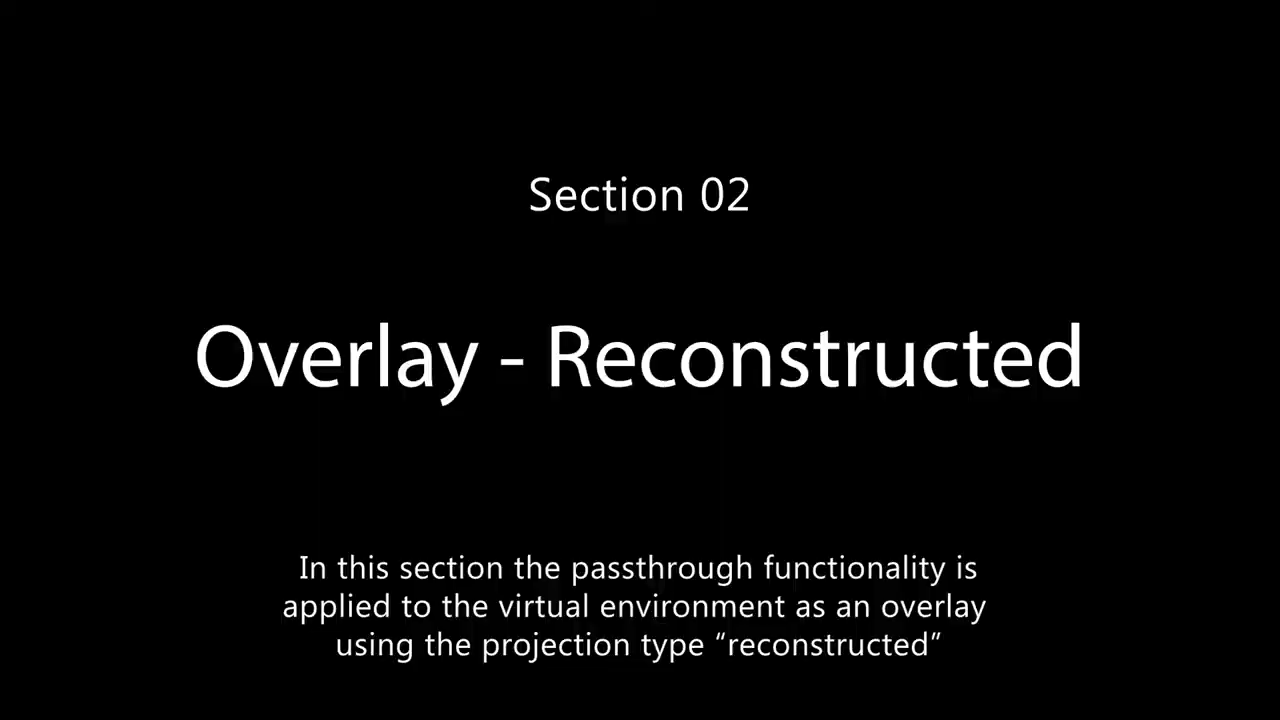 Section 02
Overlay - Reconstructed
In this section the passthrough functionality is
applied to the virtual environment as an overlay
using the projection type “reconstructed”